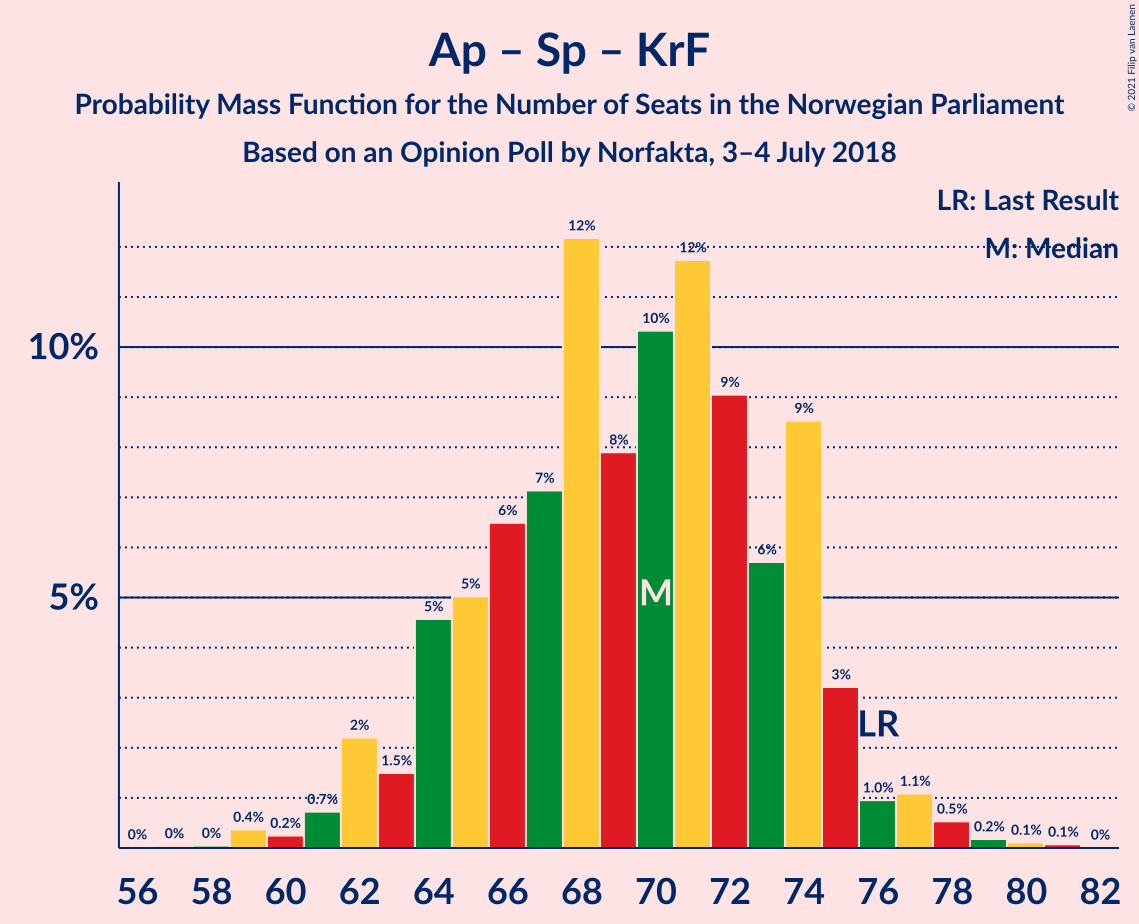 © 2021 Filip van Laenen
Ap – Sp – KrF
Probability Mass Function for the Number of Seats in the Norwegian Parliament
Based on an Opinion Poll by Norfakta, 3–4 July 2018
LR: Last Result
M: Median
10%
5%
0% 0% 0% 0.4% 0.2% 0.7% 2% 1.5% 5% 5% 6% 7% 12% 8% 10% 12% 9% 6% 9% 3% 1.0% 1.1% 0.5% 0.2% 0.1% 0.1% 0%
M
LR
56 58 60 62 64 66 68 70 72 74 76 78 80 82